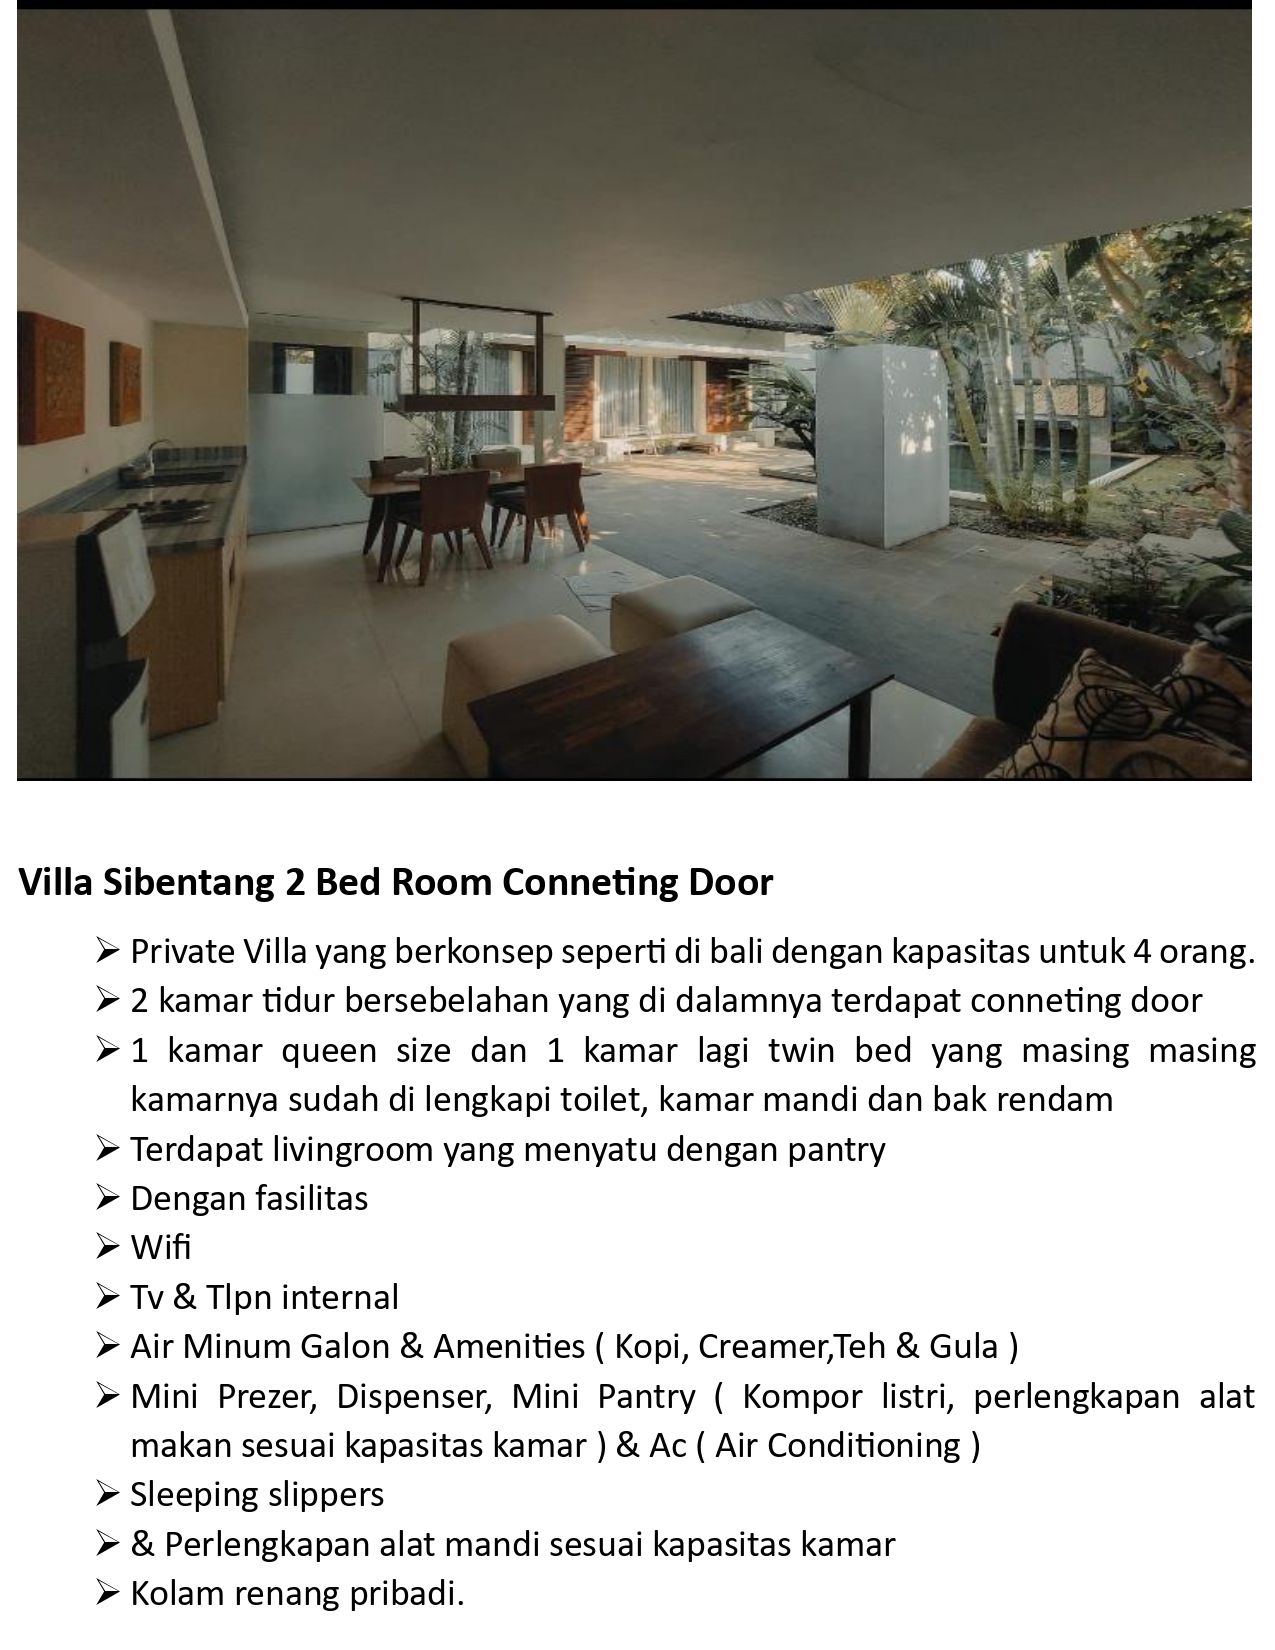 Villa Sibentang 2 Bed Room Conneting Door
➢ Private Villa yang berkonsep seperti di bali dengan kapasitas untuk 4 orang.
➢ 2 kamar tidur bersebelahan yang di dalamnya terdapat conneting door
➢ 1 kamar queen size dan 1 kamar lagi twin bed yang masing masing
kamarnya sudah di lengkapi toilet, kamar mandi dan bak rendam
➢ Terdapat livingroom yang menyatu dengan pantry
➢ Dengan fasilitas
➢ Wifi
➢ Tv & Tlpn internal
➢ Air Minum Galon & Amenities ( Kopi, Creamer,Teh & Gula )
➢ Mini Prezer, Dispenser, Mini Pantry ( Kompor listri, perlengkapan alat
makan sesuai kapasitas kamar ) & Ac ( Air Conditioning )
➢ Sleeping slippers
➢ & Perlengkapan alat mandi sesuai kapasitas kamar
➢ Kolam renang pribadi.